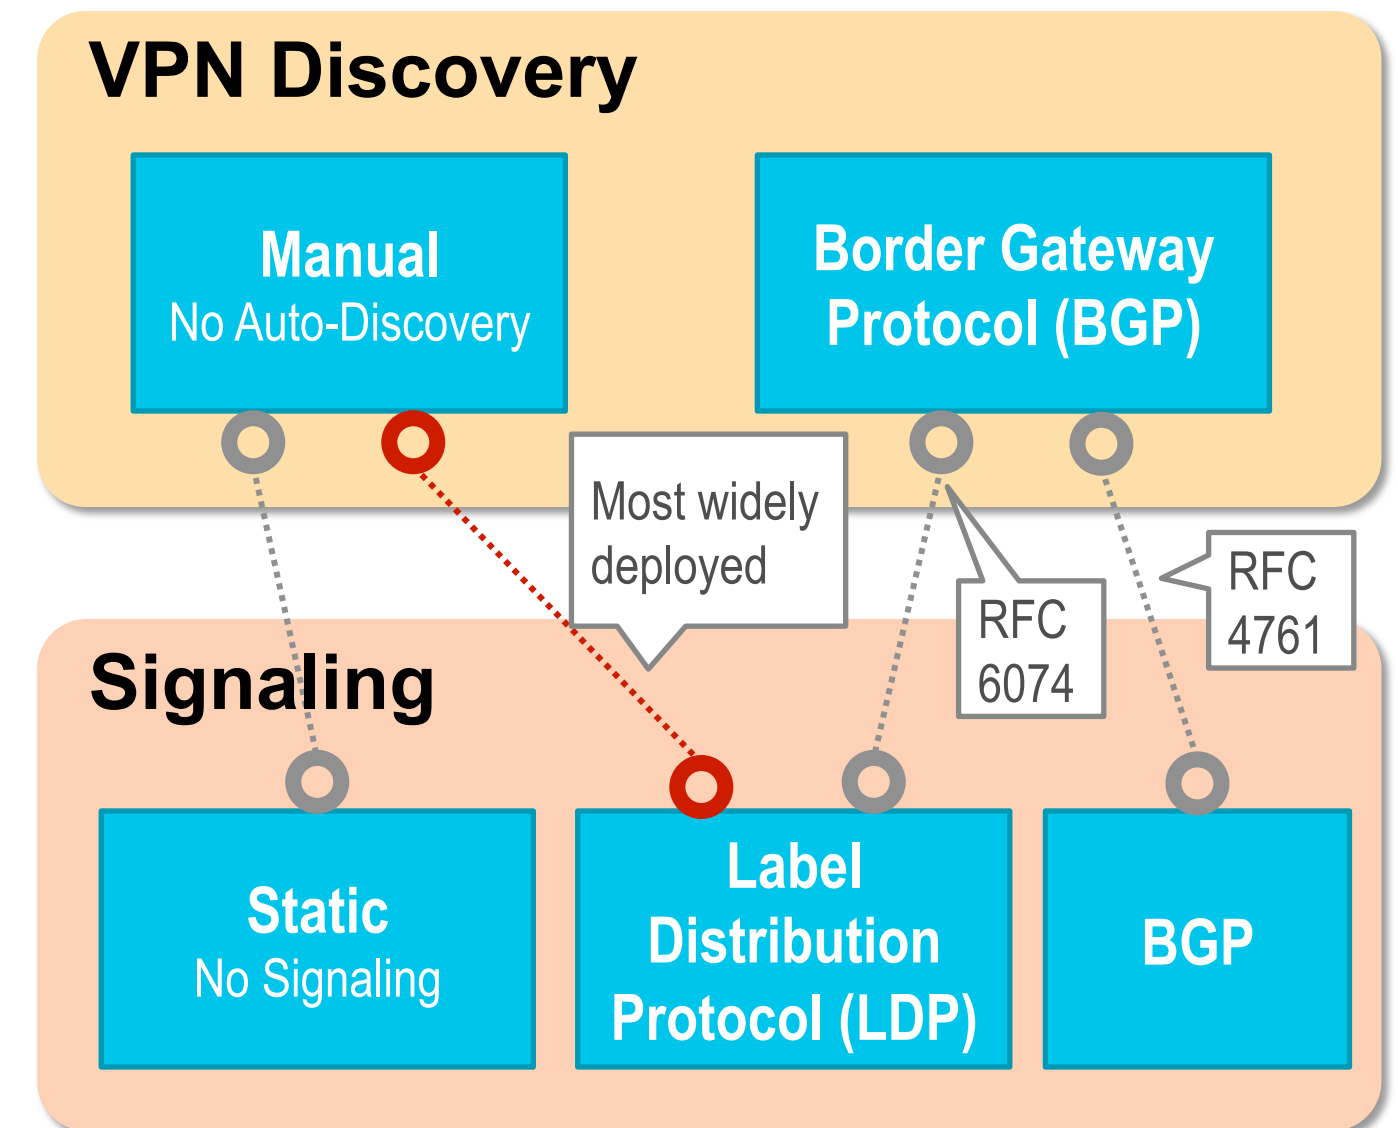 VPN Discovery
Manual
No Auto-Discovery
Border Gateway
Protocol (BGP)
Most widely
deployed
RFC
6074
RFC
4761
Signaling
Static
No Signaling
Label
Distribution
Protocol (LDP)
BGP